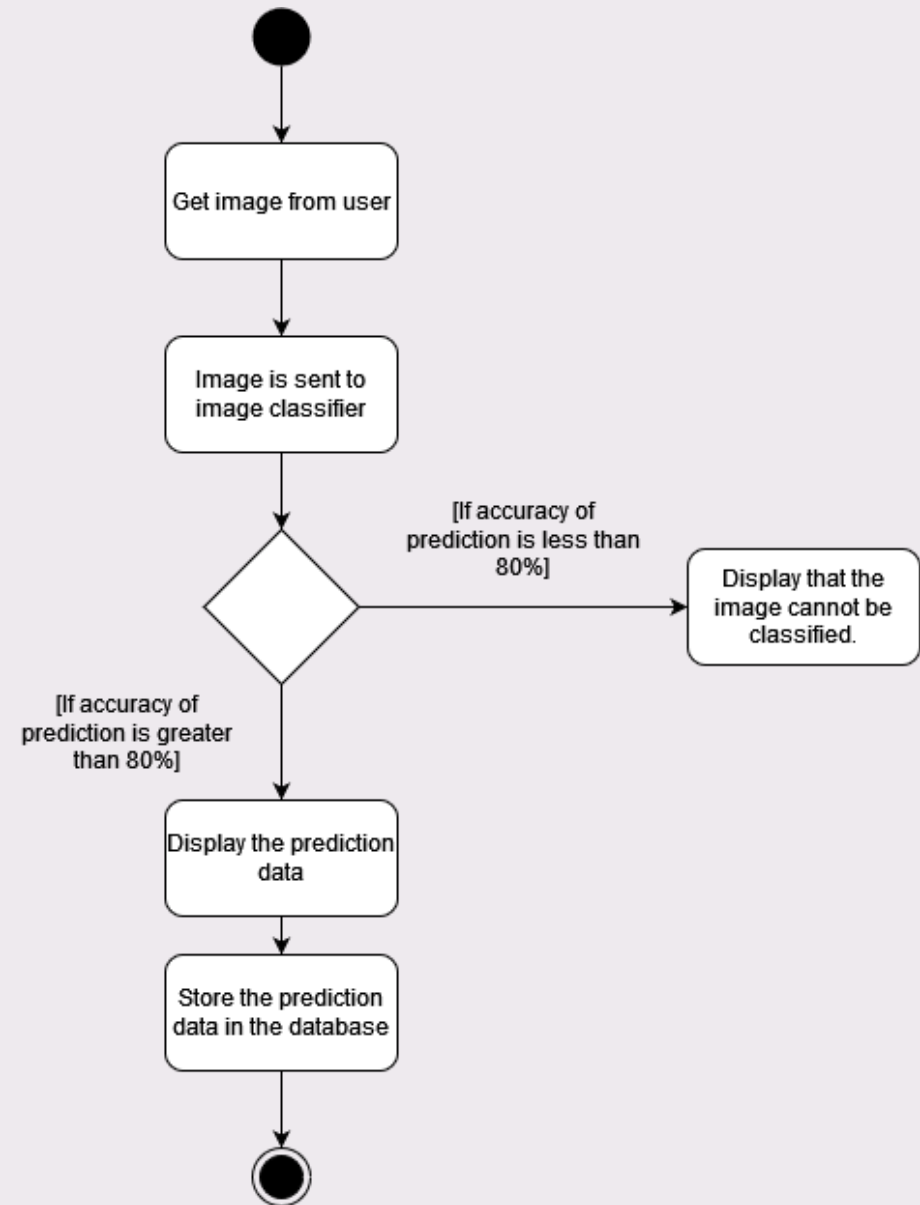 Get image from user
Image is sent to
image classifier
[If accuracy of
prediction is less than
80%]
Display that the
image cannot be
classified.
[If accuracy of
prediction is greater
than 80%]
Display the prediction
data
Store the prediction
data in the database